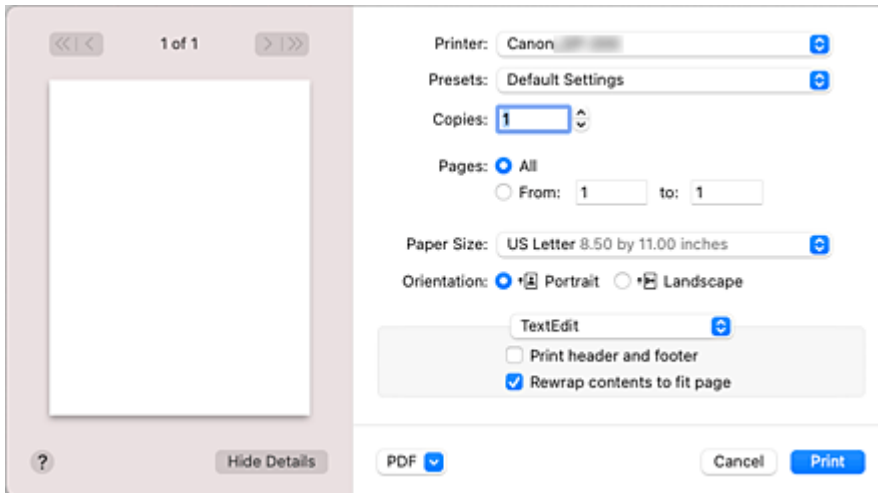 1 of 1
Printer: Canon
Presets: Default Settings
Copies: 1
Pages: All
From: 1 to: 1
Paper Size: US Letter 8.50 by 11.00 inches
Orientation: Portrait Landscape
TextEdit
Print header and footer
Rewrap contents to fit page
? Hide Details PDF Cancel Print